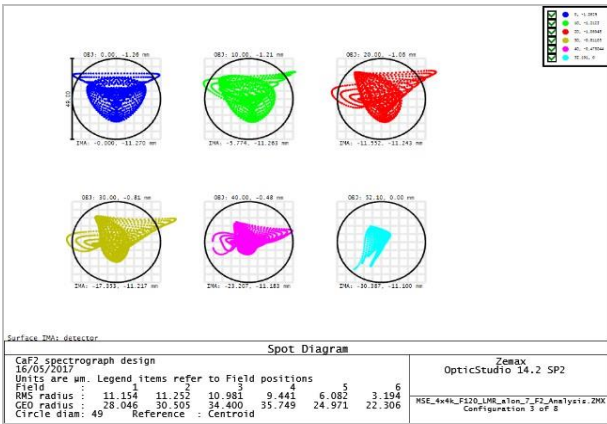 OBJ: 0.00, -1.26 mm
OBJ: 10.00, -1.21 mm
OBJ: 20.00, -1.06 mm
49.00
IMA: -0.000, -11.270 mm
IMA: -5.774, -11.263 mm
IMA: -11.552, -11.243 mm
OBJ: 30.00, -0.81 mm
OBJ: 40.00, -0.48 mm
OBJ: 52.10, 0.00 mm
IMA: -17.353, -11.217 mm
IMA: -23.207, -11.183 mm
IMA: -30.387, -11.100 mm
Surface IMA: detector
Spot Diagram
CaF2 spectrograph design
16/05/2017
Units are µm. Legend items refer to Field positions
Field : 1 2 3 4 5 6
RMS radius : 11.154 11.252 10.981 9.441 6.082 3.194
GEO radius : 28.046 30.505 34.400 35.749 24.971 22.306
Circle diam: 49 Reference : Centroid
Zemax
OpticStudio 14.2 SP2
MSE_4x4k_F120_LMR_alon_7_F2_Analysis.ZMX
Configuration 3 of 8